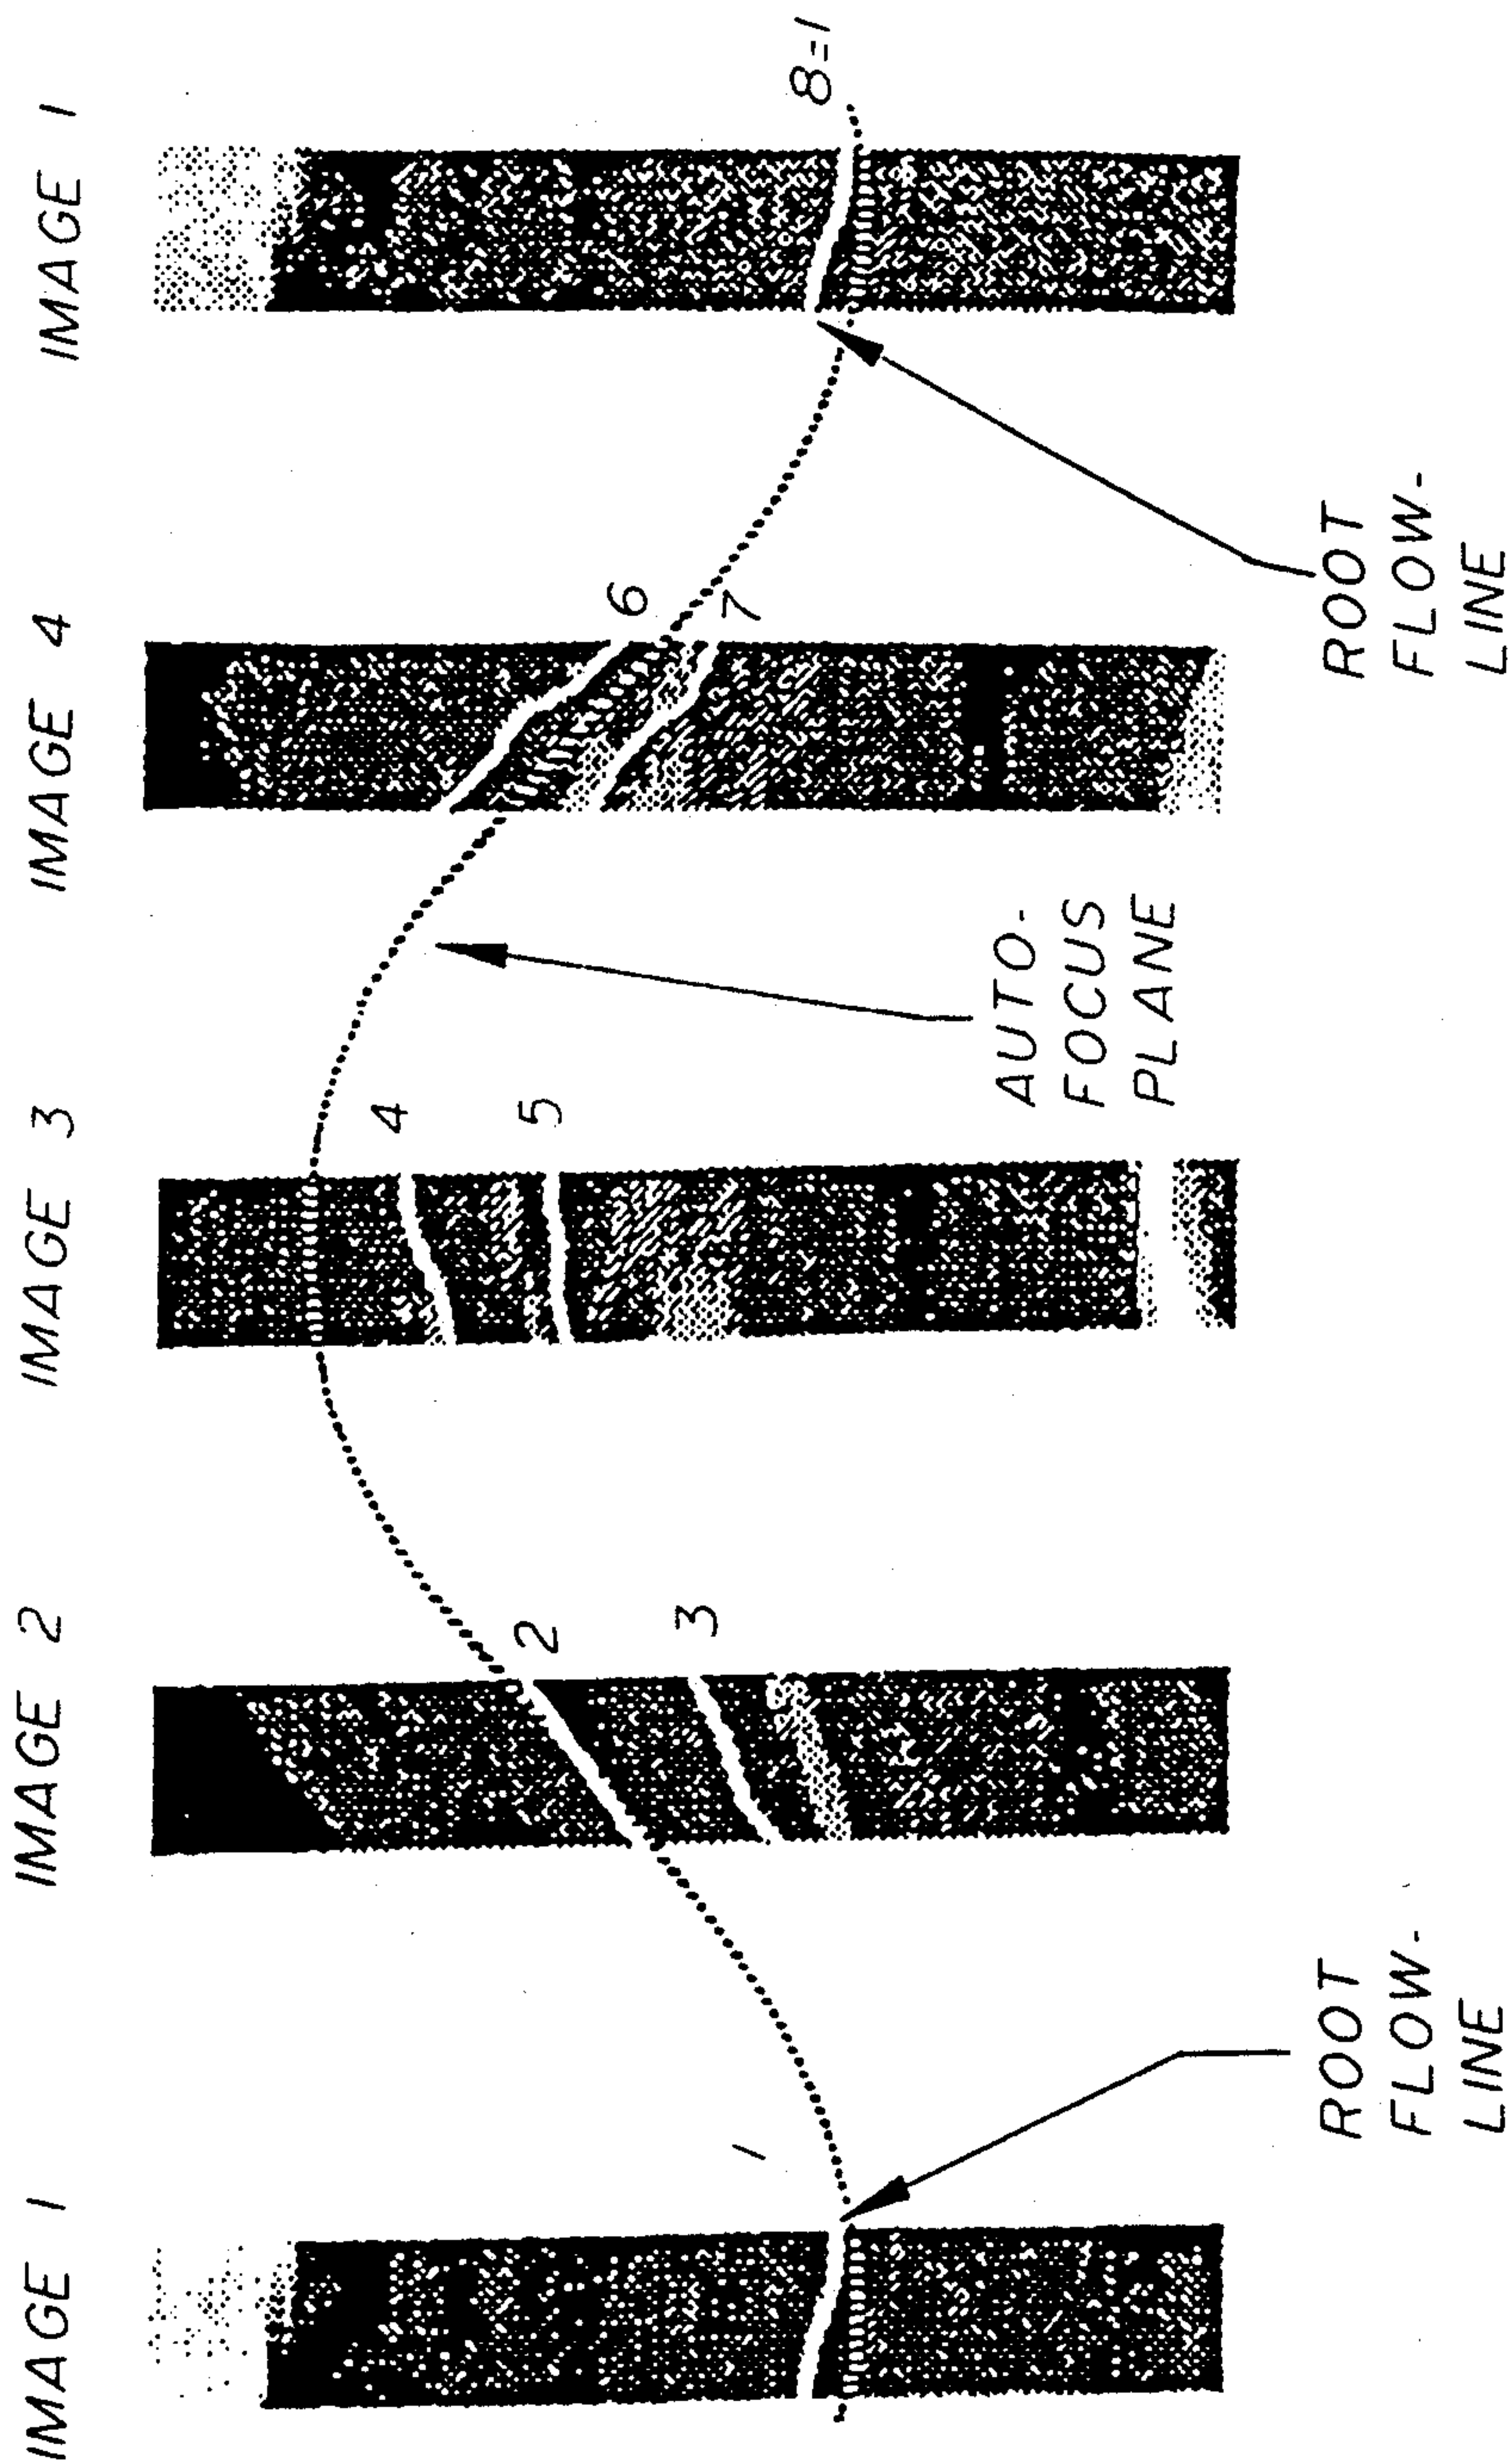 IMAGE 1
IMAGE 2
IMAGE 3
IMAGE 4
IMAGE 1
1
2
3
4
5
6
7
8=1
ROOT
FLOW-
LINE
AUTO-
FOCUS
PLANE
ROOT
FLOW-
LINE